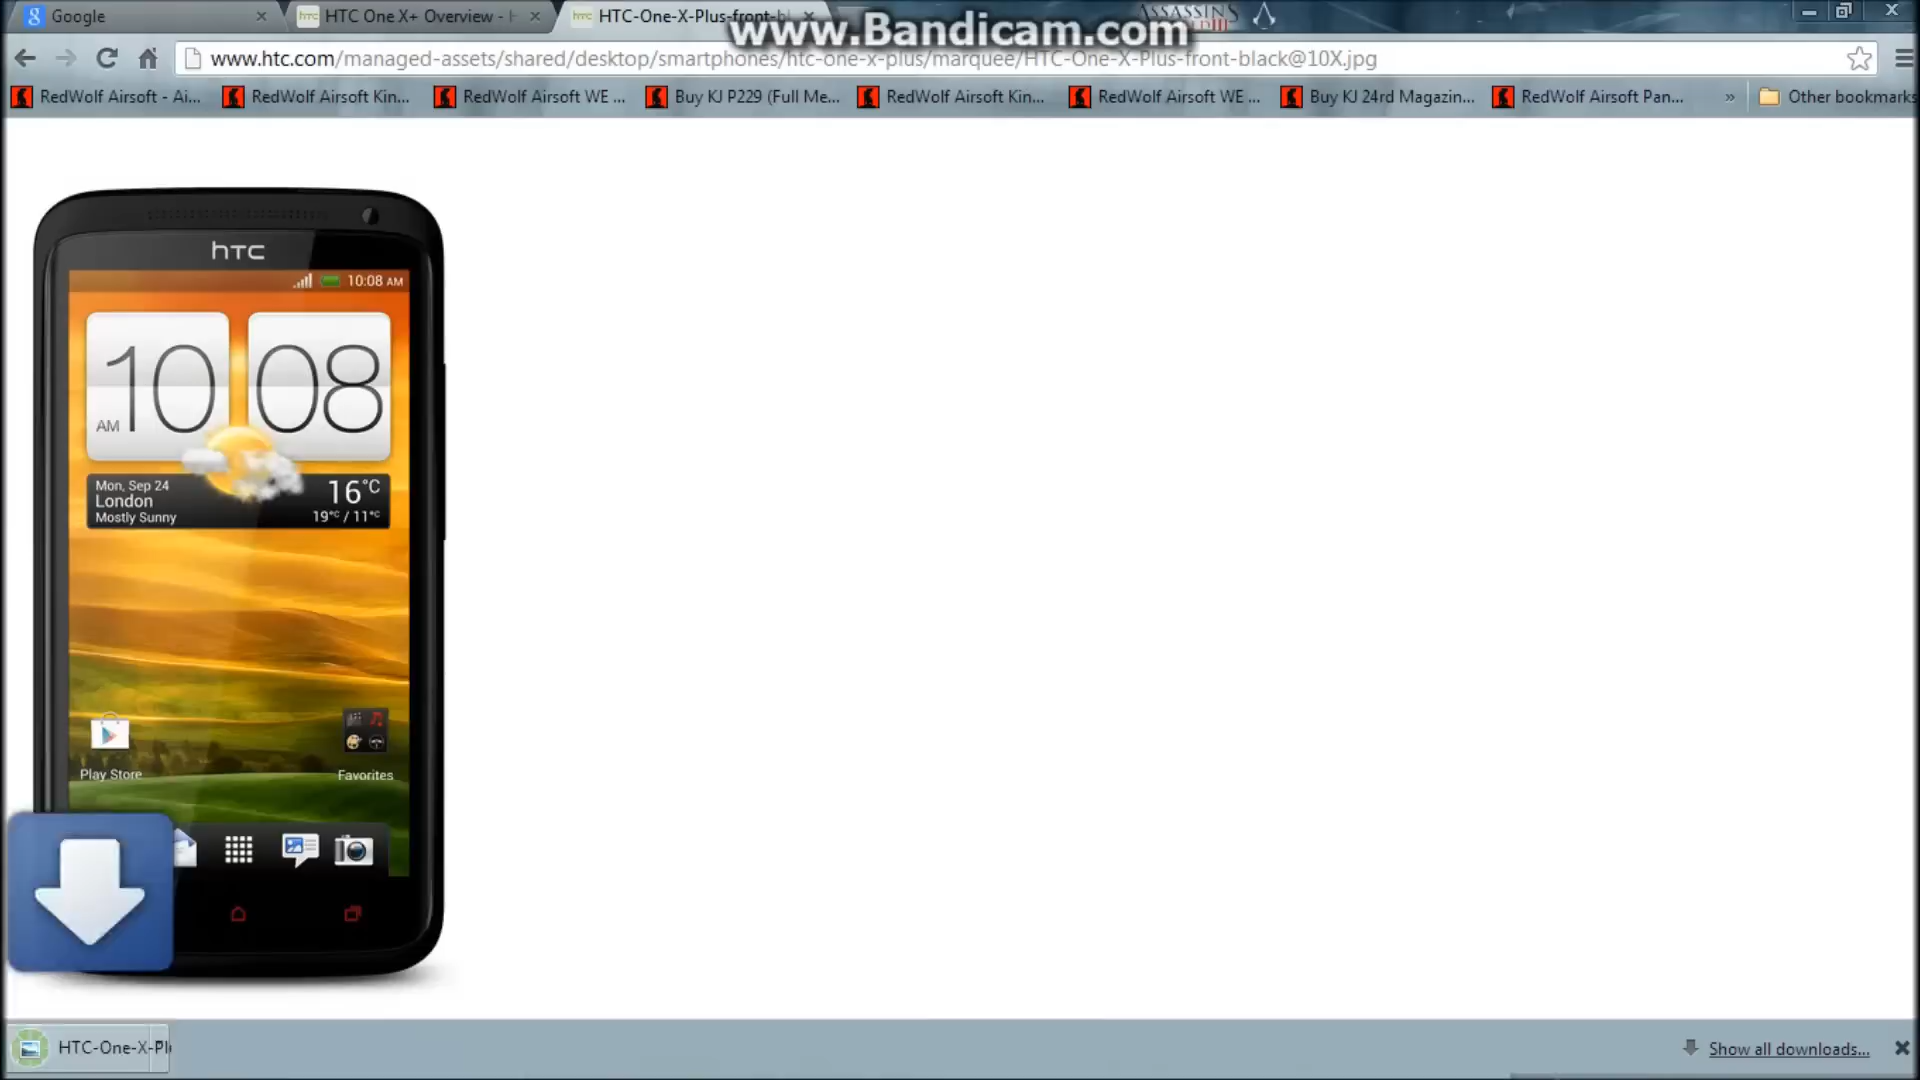 Google
HTC One X+ Overview - H
HTC-One-X-Plus-front-bl
ASSASSINS
www.Bandicam.com
www.htc.com/managed-assets/shared/desktop/smartphones/htc-one-x-plus/marquee/HTC-One-X-Plus-front-black@10X.jpg
RedWolf Airsoft - Ai...
RedWolf Airsoft Kin...
RedWolf Airsoft WE ...
Buy KJ P229 (Full Me...
RedWolf Airsoft Kin...
RedWolf Airsoft WE ...
Buy KJ 24rd Magazin...
RedWolf Airsoft Pan...
»
Other bookmarks
hTC
10:08 AM
10 08
AM
Mon, Sep 24
London
Mostly Sunny
16°C
19°C / 11°C
Play Store
Favorites
HTC-One-X-Plu
Show all downloads...